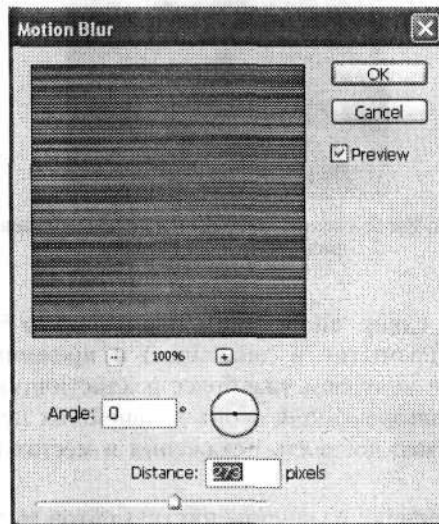 Motion Blur
OK
Cancel
Preview
100%
Angle: 0 °
Distance: 273 pixels